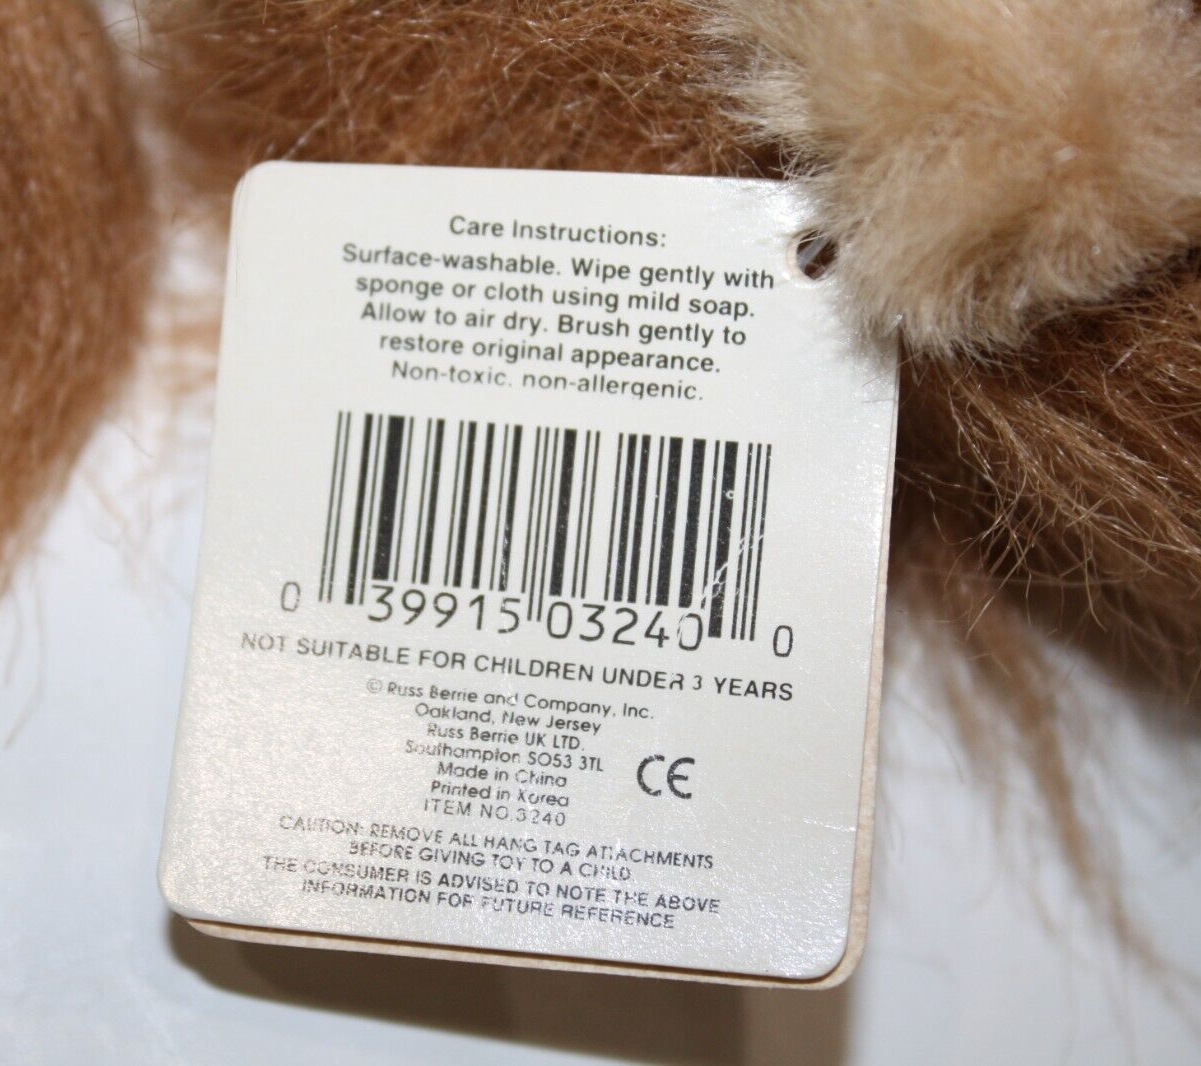 Care Instructions:
Surface-washable. Wipe gently with
sponge or cloth using mild soap.
Allow to air dry. Brush gently to
restore original appearance.
Non-toxic. non-allergenic.
0 39915 03240 0
NOT SUITABLE FOR CHILDREN UNDER 3 YEARS
© Russ Berrie and Company, Inc.
Oakland, New Jersey
Russ Berrie UK LTD.
Southampton SO53 3TL
Made in China
Printed in Korea
ITEM NO.3240
CE
CAUTION: REMOVE ALL HANG TAG ATTACHMENTS
BEFORE GIVING TOY TO A CHILD
THE CONSUMER IS ADVISED TO NOTE THE ABOVE
INFORMATION FOR FUTURE REFERENCE